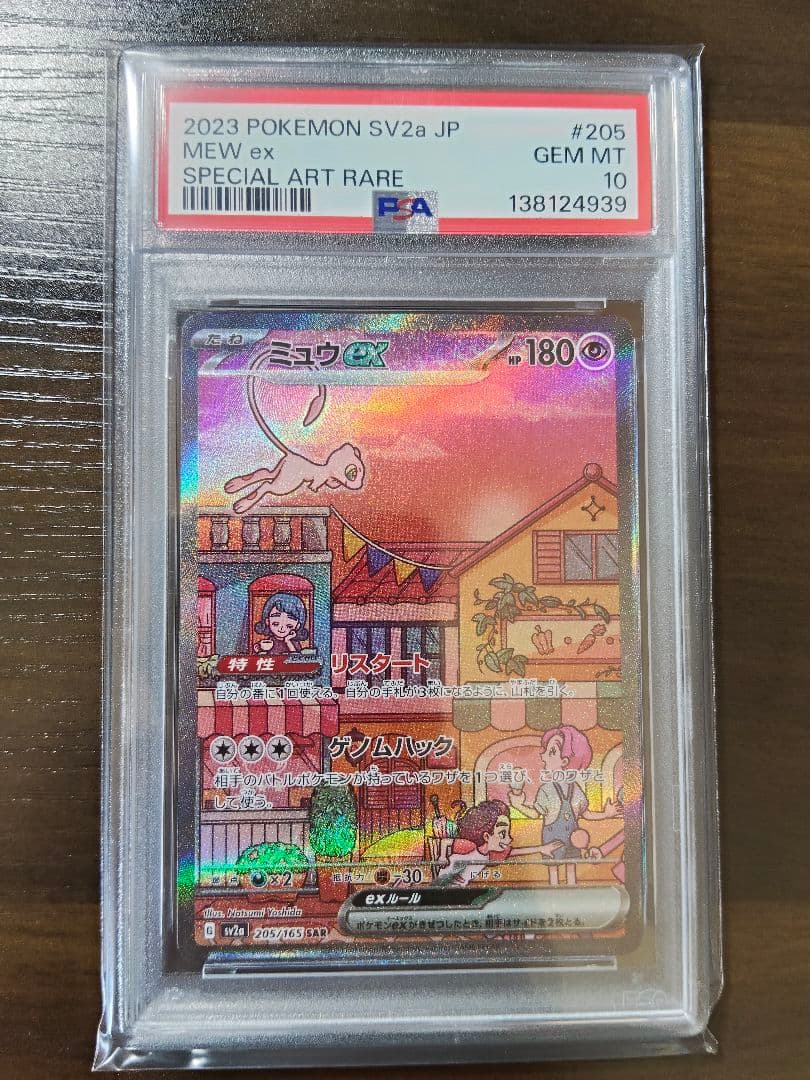 2023 POKEMON SV2a JP #205
MEW ex GEM MT
SPECIAL ART RARE 10
PSA 138124939
たね ミュウex HP 180
特性 リスタート
自分の番に1回使える。自分の手札が3枚になるように、山札を引く。
ゲノムハック
相手のバトルポケモンが持っているワザを1つ選び、このワザと
して使う。
弱点 ×2 抵抗力 -30 にげる
exルール
ポケモンexがきぜつしたとき、相手はサイドを2枚とる。
Illus. Natsumi Yoshida
G sv2a 205/165 SAR